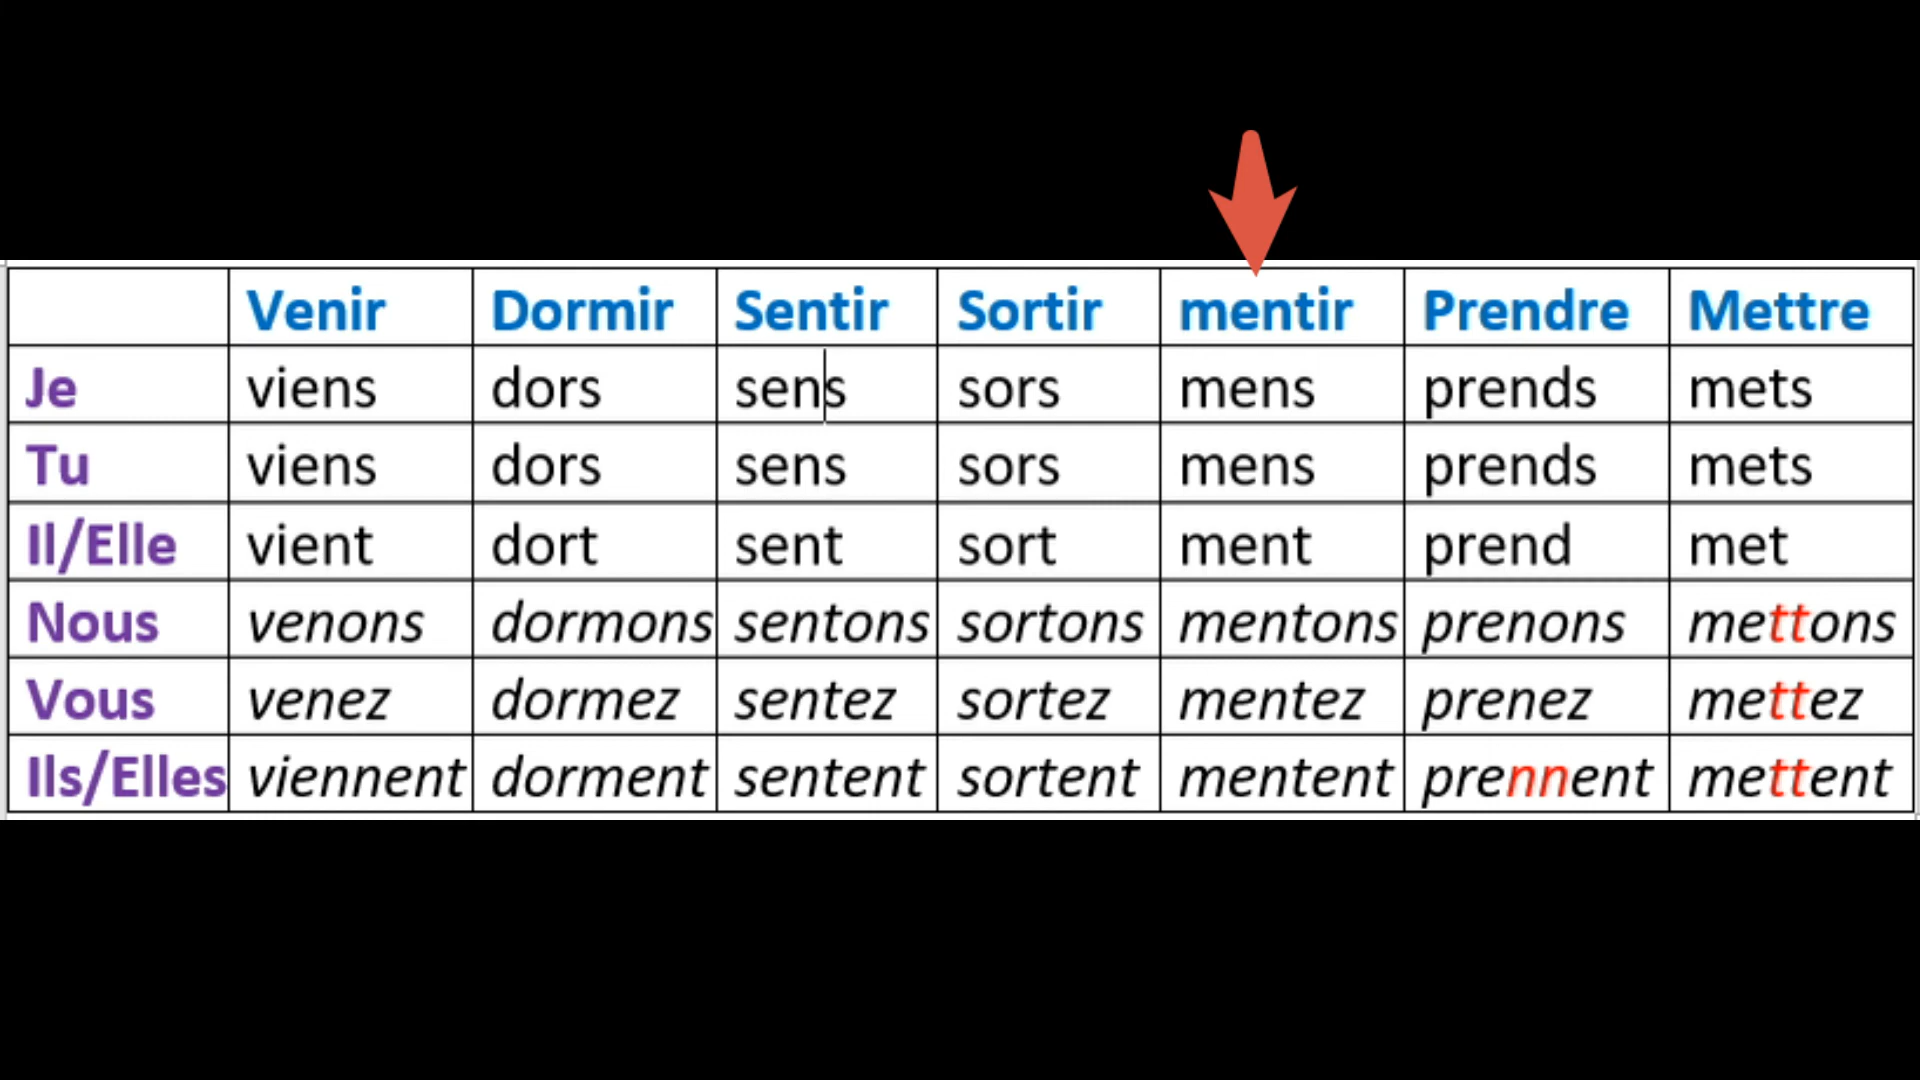 Venir Dormir Sentir Sortir mentir Prendre Mettre
Je viens dors sens sors mens prends mets
Tu viens dors sens sors mens prends mets
Il/Elle vient dort sent sort ment prend met
Nous venons dormons sentons sortons mentons prenons mettons
Vous venez dormez sentez sortez mentez prenez mettez
Ils/Elles viennent dorment sentent sortent mentent prennent mettent